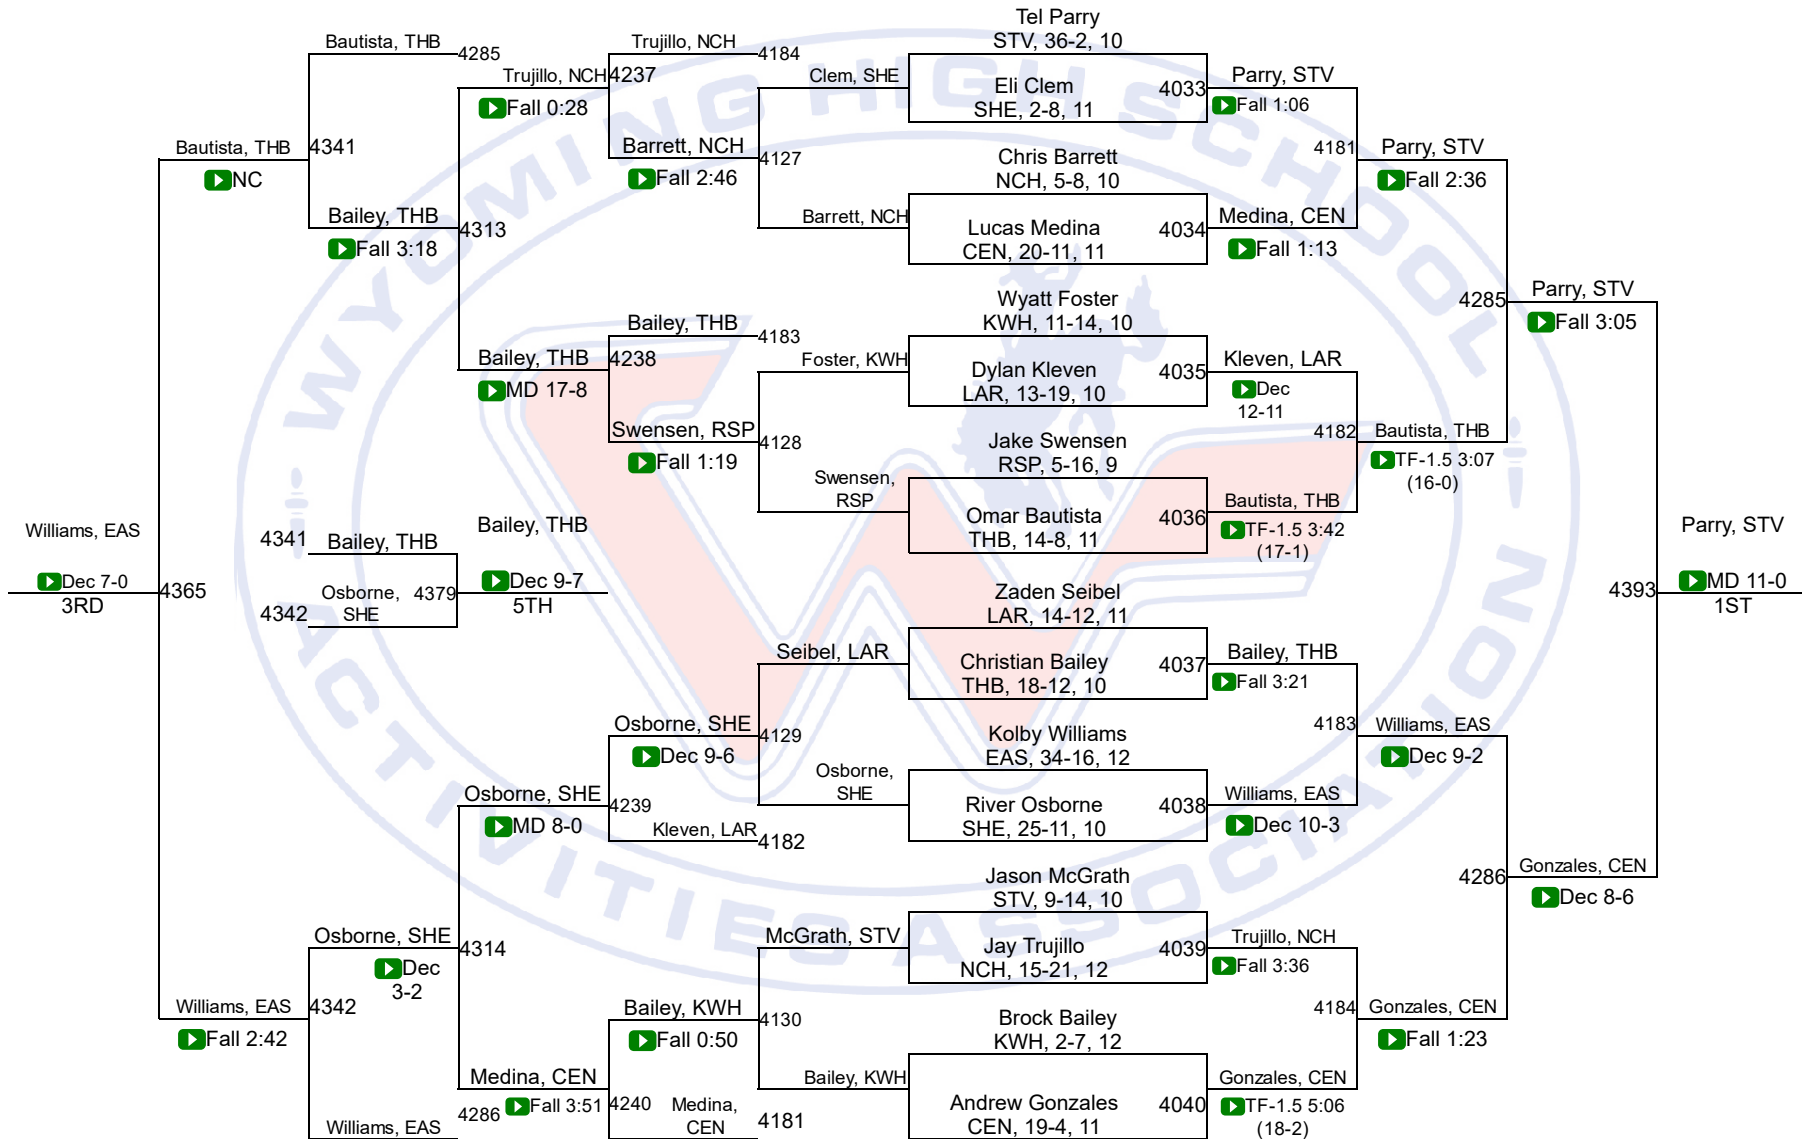 Tel Parry
STV, 36-2, 10
Eli Clem
SHE, 2-8, 11
4033
Parry, STV
Fall 1:06
Chris Barrett
NCH, 5-8, 10
Lucas Medina
CEN, 20-11, 11
4034
Medina, CEN
Fall 1:13
4181
Parry, STV
Fall 2:36
Wyatt Foster
KWH, 11-14, 10
Dylan Kleven
LAR, 13-19, 10
4035
Kleven, LAR
Dec
12-11
Jake Swensen
RSP, 5-16, 9
Omar Bautista
THB, 14-8, 11
4036
Bautista, THB
TF-1.5 3:42
(17-1)
4182
Bautista, THB
TF-1.5 3:07
(16-0)
4285
Parry, STV
Fall 3:05
Zaden Seibel
LAR, 14-12, 11
Christian Bailey
THB, 18-12, 10
4037
Bailey, THB
Fall 3:21
Kolby Williams
EAS, 34-16, 12
River Osborne
SHE, 25-11, 10
4038
Williams, EAS
Dec 10-3
4183
Williams, EAS
Dec 9-2
Jason McGrath
STV, 9-14, 10
Jay Trujillo
NCH, 15-21, 12
4039
Trujillo, NCH
Fall 3:36
Brock Bailey
KWH, 2-7, 12
Andrew Gonzales
CEN, 19-4, 11
4040
Gonzales, CEN
TF-1.5 5:06
(18-2)
4184
Gonzales, CEN
Fall 1:23
4286
Gonzales, CEN
Dec 8-6
4393
Parry, STV
MD 11-0
1ST
Clem, SHE
Barrett, NCH
4127
Barrett, NCH
Fall 2:46
Trujillo, NCH
4184
4237
Trujillo, NCH
Fall 0:28
Foster, KWH
Swensen,
RSP
4128
Swensen, RSP
Fall 1:19
Bailey, THB
4183
4238
Bailey, THB
MD 17-8
4313
Bailey, THB
Fall 3:18
Bautista, THB
4285
4341
Bautista, THB
NC
Seibel, LAR
Osborne,
SHE
4129
Osborne, SHE
Dec 9-6
Kleven, LAR
4182
4239
Osborne, SHE
MD 8-0
McGrath, STV
Bailey, KWH
4130
Bailey, KWH
Fall 0:50
Medina,
CEN
4181
4240
Medina, CEN
Fall 3:51
4314
Osborne, SHE
Dec
3-2
Williams, EAS
4286
4342
Williams, EAS
Fall 2:42
4365
Williams, EAS
Dec 7-0
3RD
4341
Bailey, THB
4342
Osborne,
SHE
4379
Bailey, THB
Dec 9-7
5TH
WYOMING HIGH SCHOOL
ACTIVITIES ASSOCIATION
W